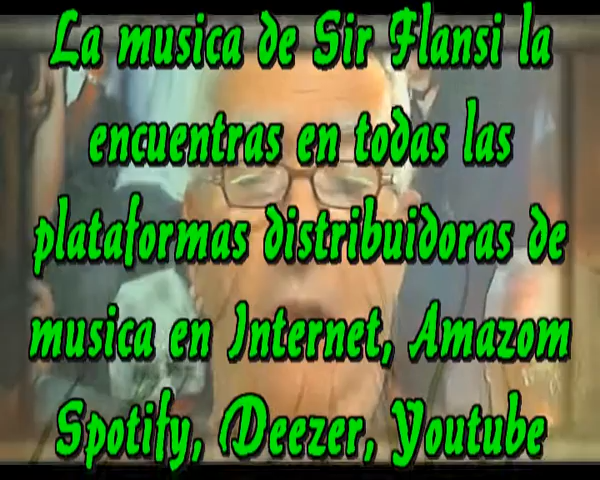 La musica de Sir Flansi la
encuentras en todas las
plataformas distribuidoras de
musica en Internet, Amazom
Spotify, Deezer, Youtube